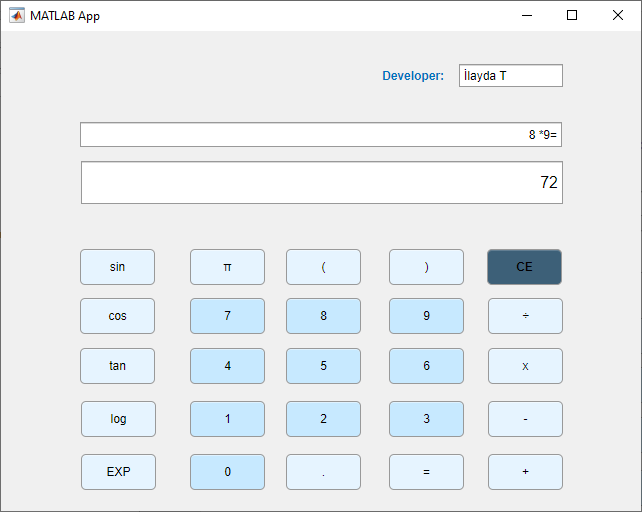 MATLAB App
Developer: İlayda T
8 *9=
72
sin π ( ) CE
cos 7 8 9 ÷
tan 4 5 6 x
log 1 2 3 -
EXP 0 . = +